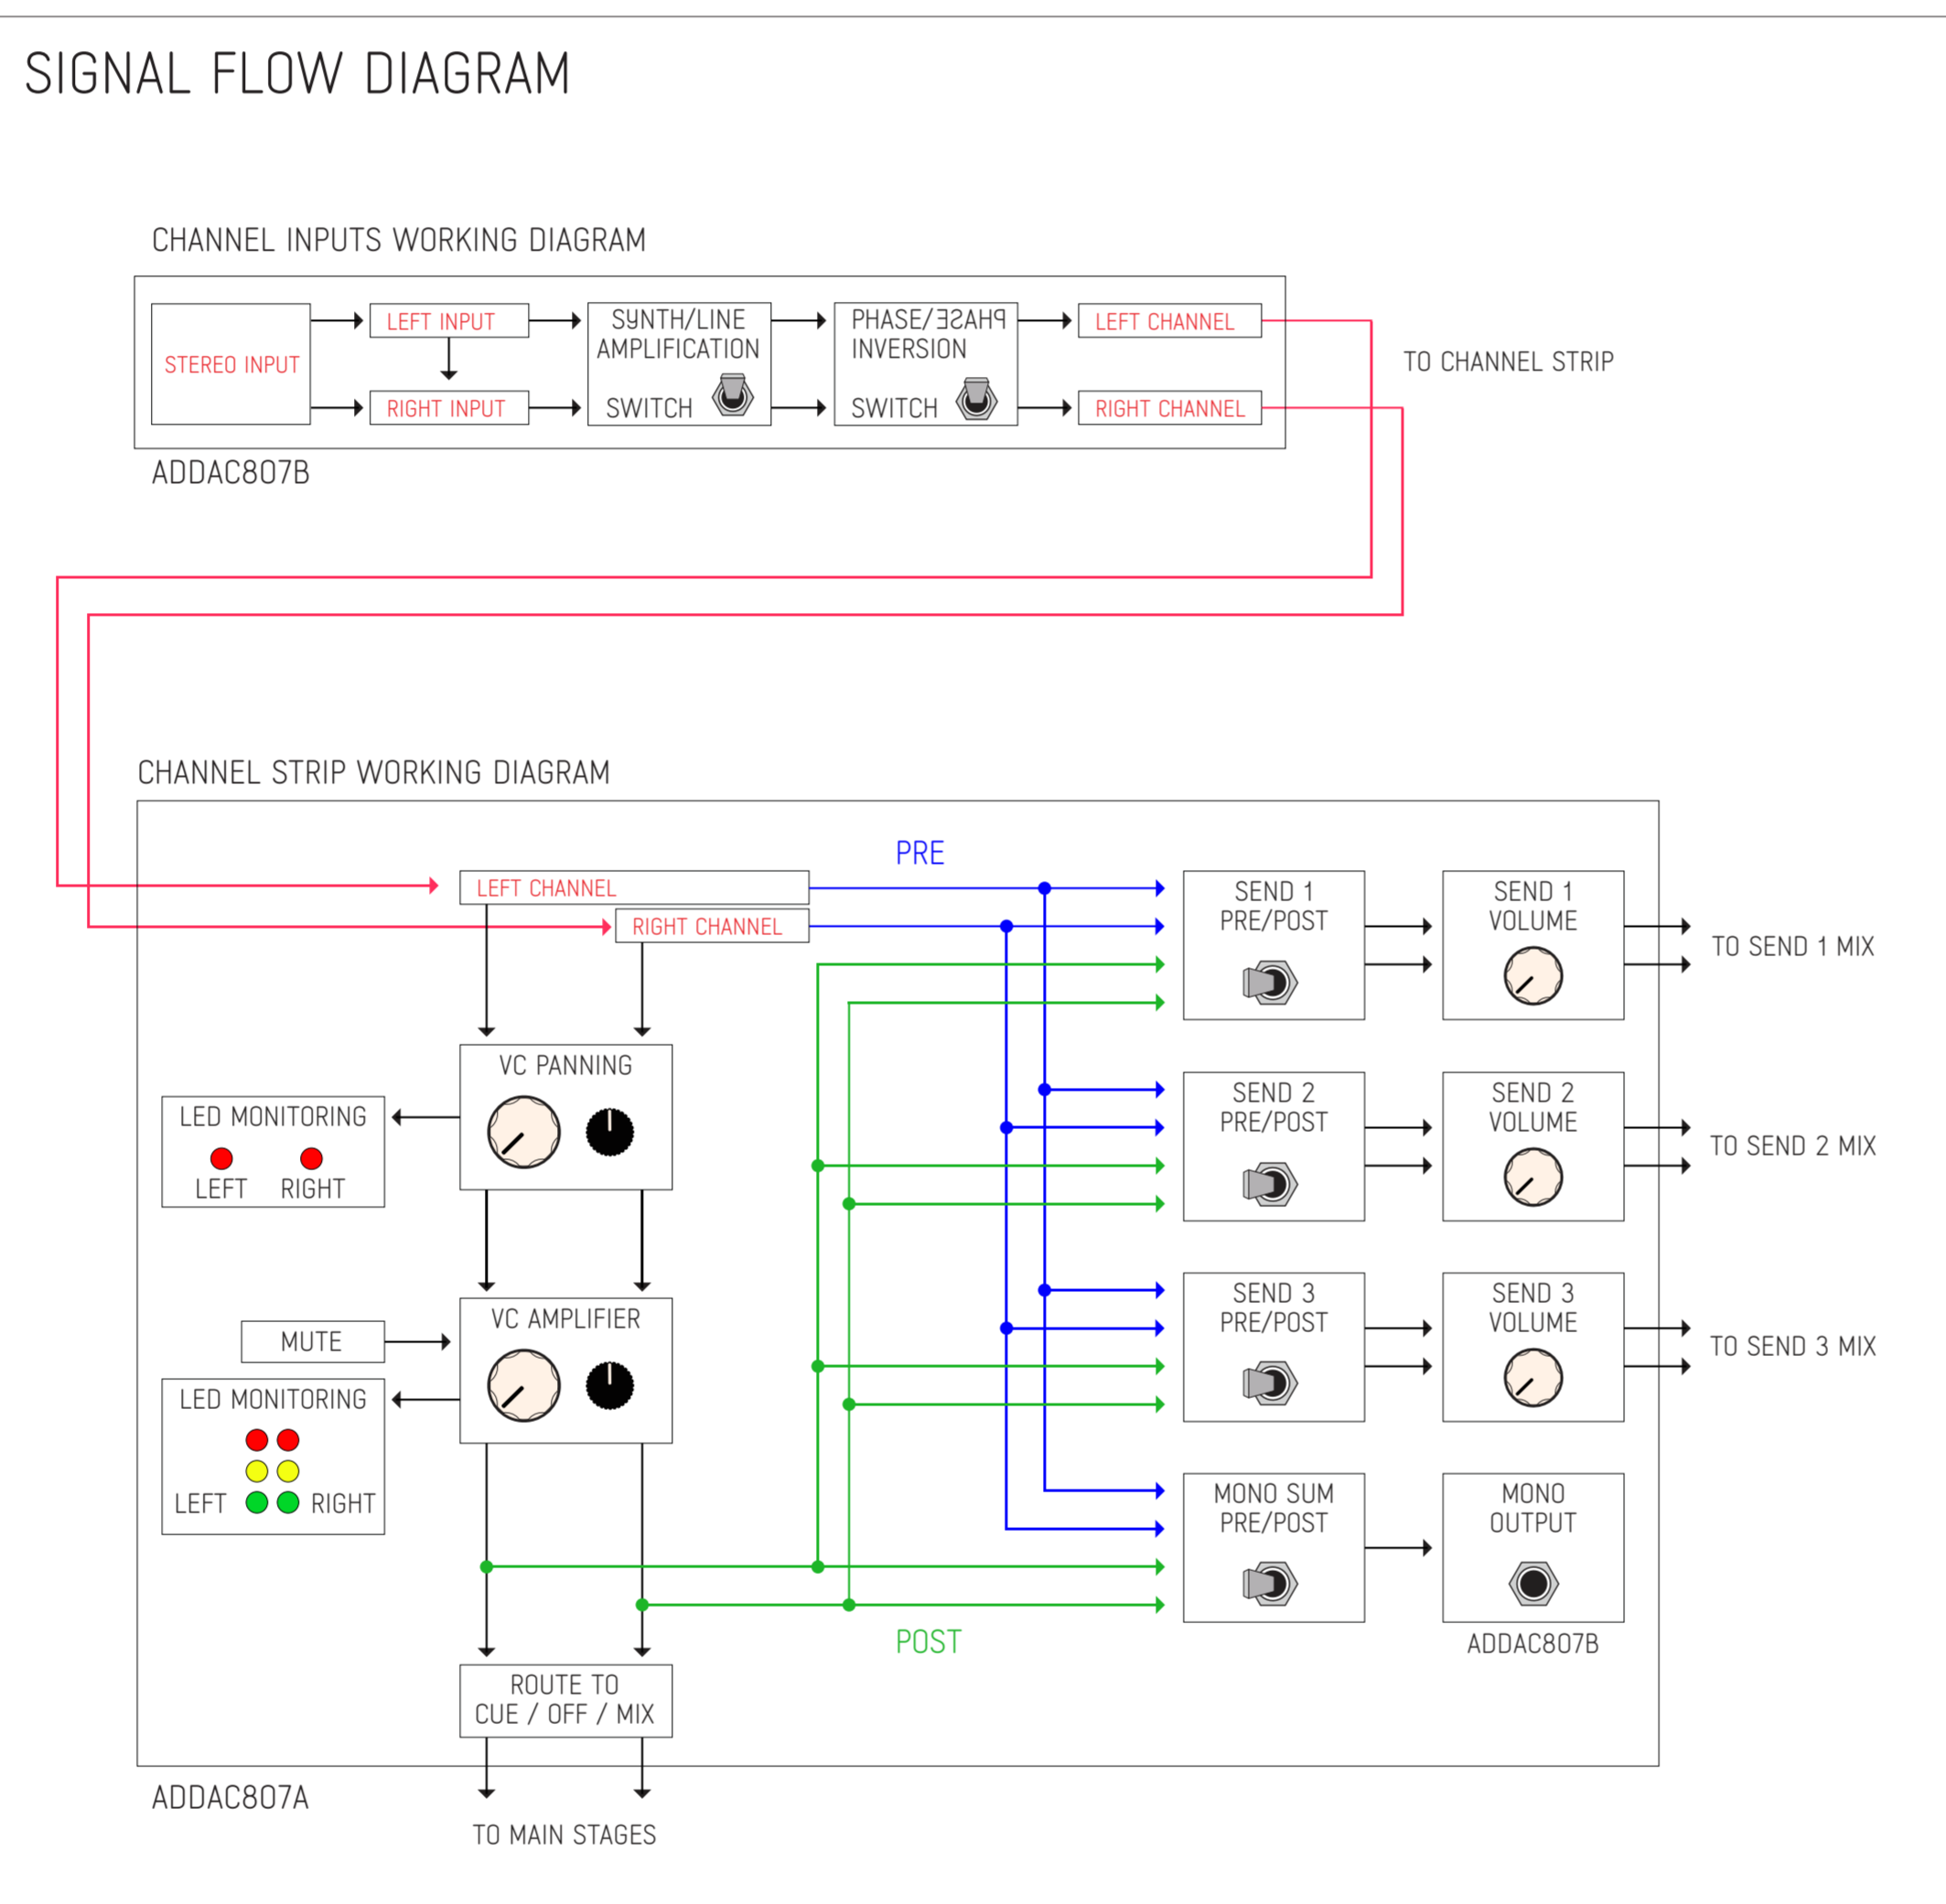 SIGNAL FLOW DIAGRAM
CHANNEL INPUTS WORKING DIAGRAM
STEREO INPUT
LEFT INPUT
RIGHT INPUT
SYNTH/LINE
AMPLIFICATION
SWITCH
PHASE/PHASE
INVERSION
SWITCH
LEFT CHANNEL
RIGHT CHANNEL
TO CHANNEL STRIP
ADDAC807B
CHANNEL STRIP WORKING DIAGRAM
PRE
LEFT CHANNEL
RIGHT CHANNEL
SEND 1
PRE/POST
SEND 1
VOLUME
TO SEND 1 MIX
VC PANNING
LED MONITORING
LEFT
RIGHT
SEND 2
PRE/POST
SEND 2
VOLUME
TO SEND 2 MIX
VC AMPLIFIER
MUTE
LED MONITORING
LEFT
RIGHT
SEND 3
PRE/POST
SEND 3
VOLUME
TO SEND 3 MIX
MONO SUM
PRE/POST
MONO
OUTPUT
ADDAC807B
POST
ROUTE TO
CUE / OFF / MIX
ADDAC807A
TO MAIN STAGES